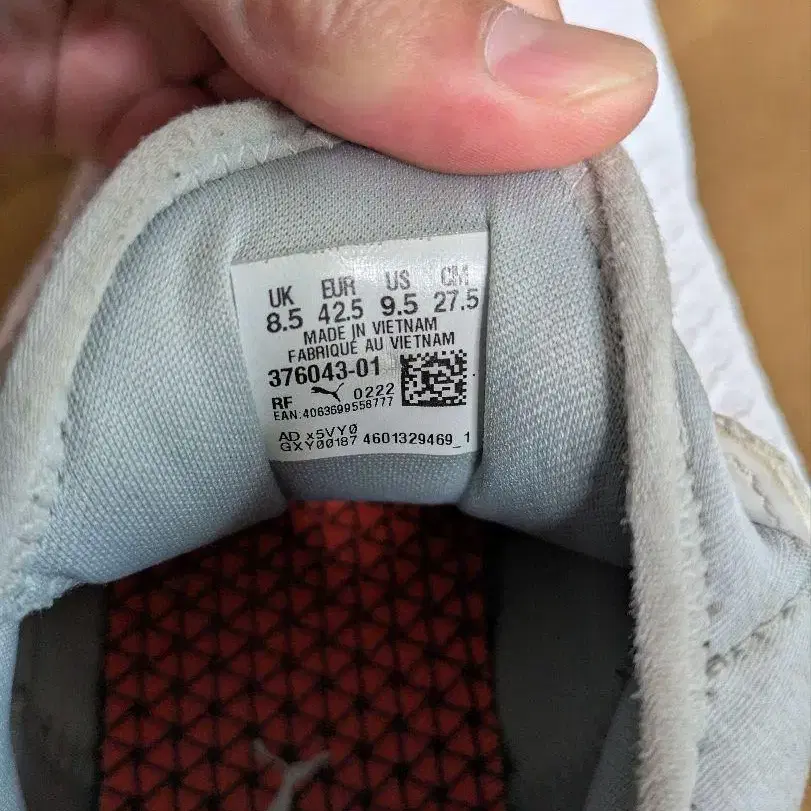 UK EUR US CM
8.5 42.5 9.5 27.5
MADE IN VIETNAM
FABRIQUÉ AU VIETNAM
376043-01
RF 0222
EAN:4063699556777
AD x5VY0
GXY00187 4601329469_1